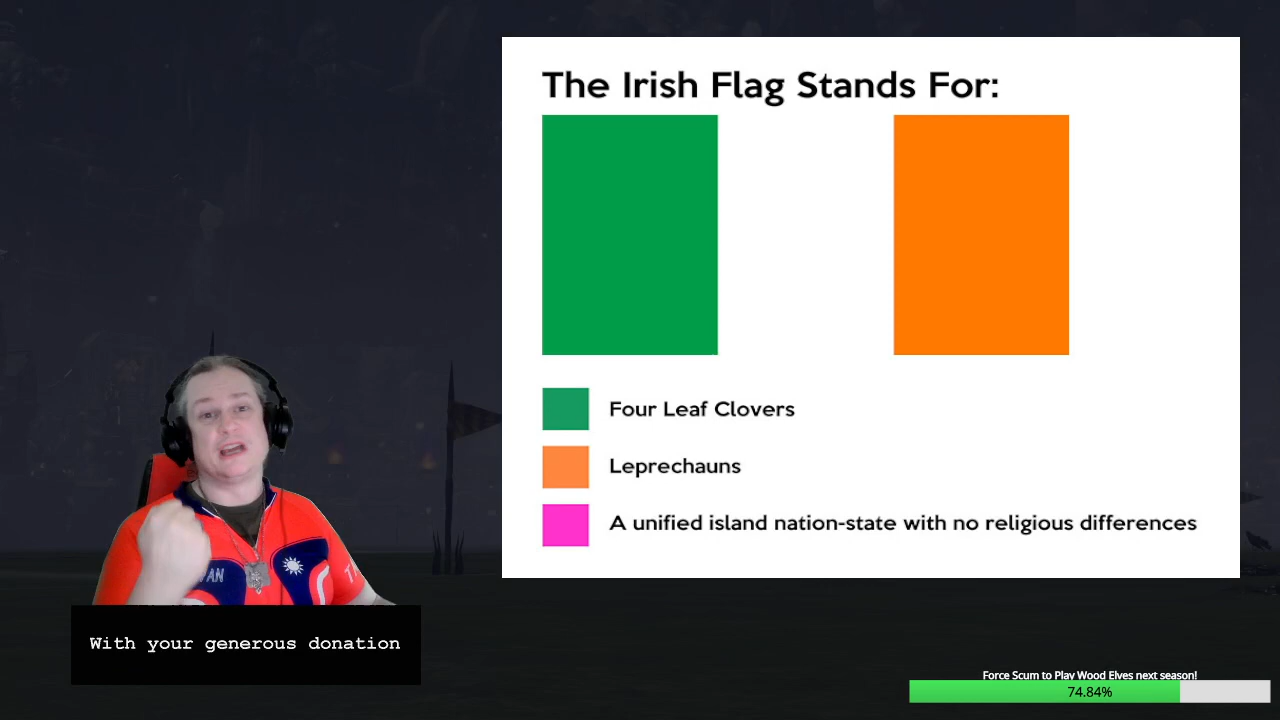 The Irish Flag Stands For:
Four Leaf Clovers
Leprechauns
A unified island nation-state with no religious differences
With your generous donation
Force Scum to Play Wood Elves next season!
74.84%